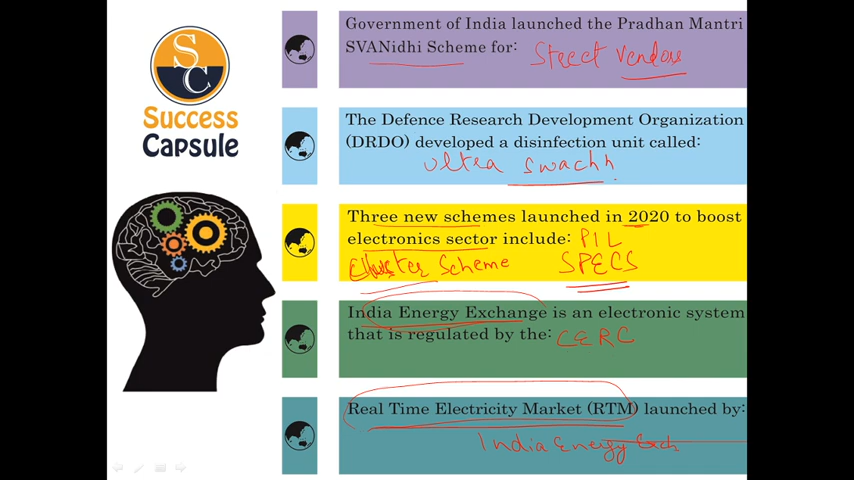 S
C
Success
Capsule
Government of India launched the Pradhan Mantri
SVANidhi Scheme for: Street Vendors
The Defence Research Development Organization
(DRDO) developed a disinfection unit called:
Ultra Swachh
Three new schemes launched in 2020 to boost
electronics sector include: PIL
Cluster Scheme SPECS
India Energy Exchange is an electronic system
that is regulated by the: CERC
Real Time Electricity Market (RTM) launched by:
India Energy Exch